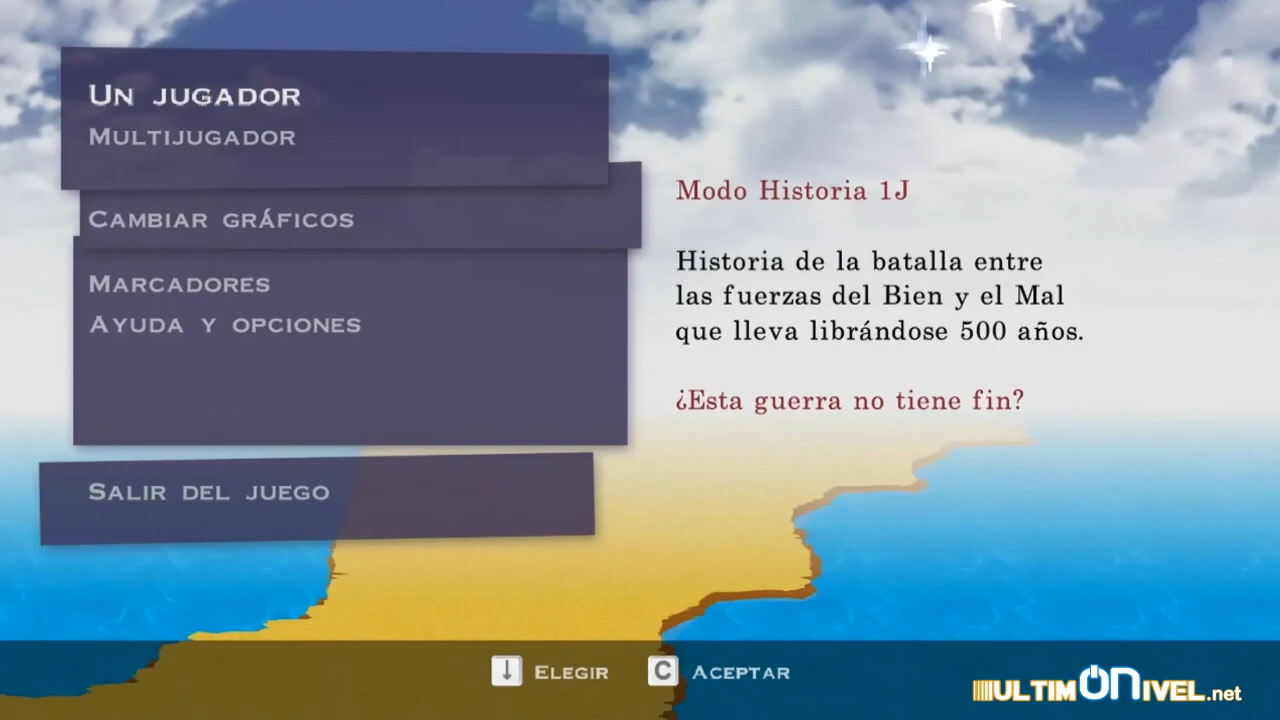 Un jugador
Multijugador
Cambiar gráficos
Marcadores
Ayuda y opciones
Salir del juego
Modo Historia 1J
Historia de la batalla entre
las fuerzas del Bien y el Mal
que lleva librándose 500 años.
¿Esta guerra no tiene fin?
↓ Elegir C Aceptar
ULTIMONIVEL.net